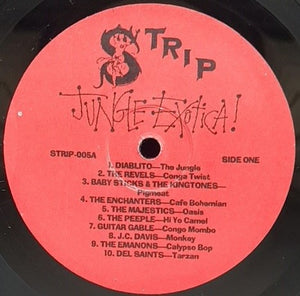 STRIP
JUNGLE EXOTICA!
STRIP-005A
SIDE ONE
1. DIABLITO—The Jungle
2. THE REVELS—Conga Twist
3. BABY STICKS & THE KINGTONES—
Pigmeat
4. THE ENCHANTERS—Cafe Bohemian
5. THE MAJESTICS—Oasis
6. THE PEEPLE—Hi Yo Camel
7. GUITAR GABLE—Congo Mombo
8. J.C. DAVIS—Monkey
9. THE EMANONS—Calypso Bop
10. DEL SAINTS—Tarzan